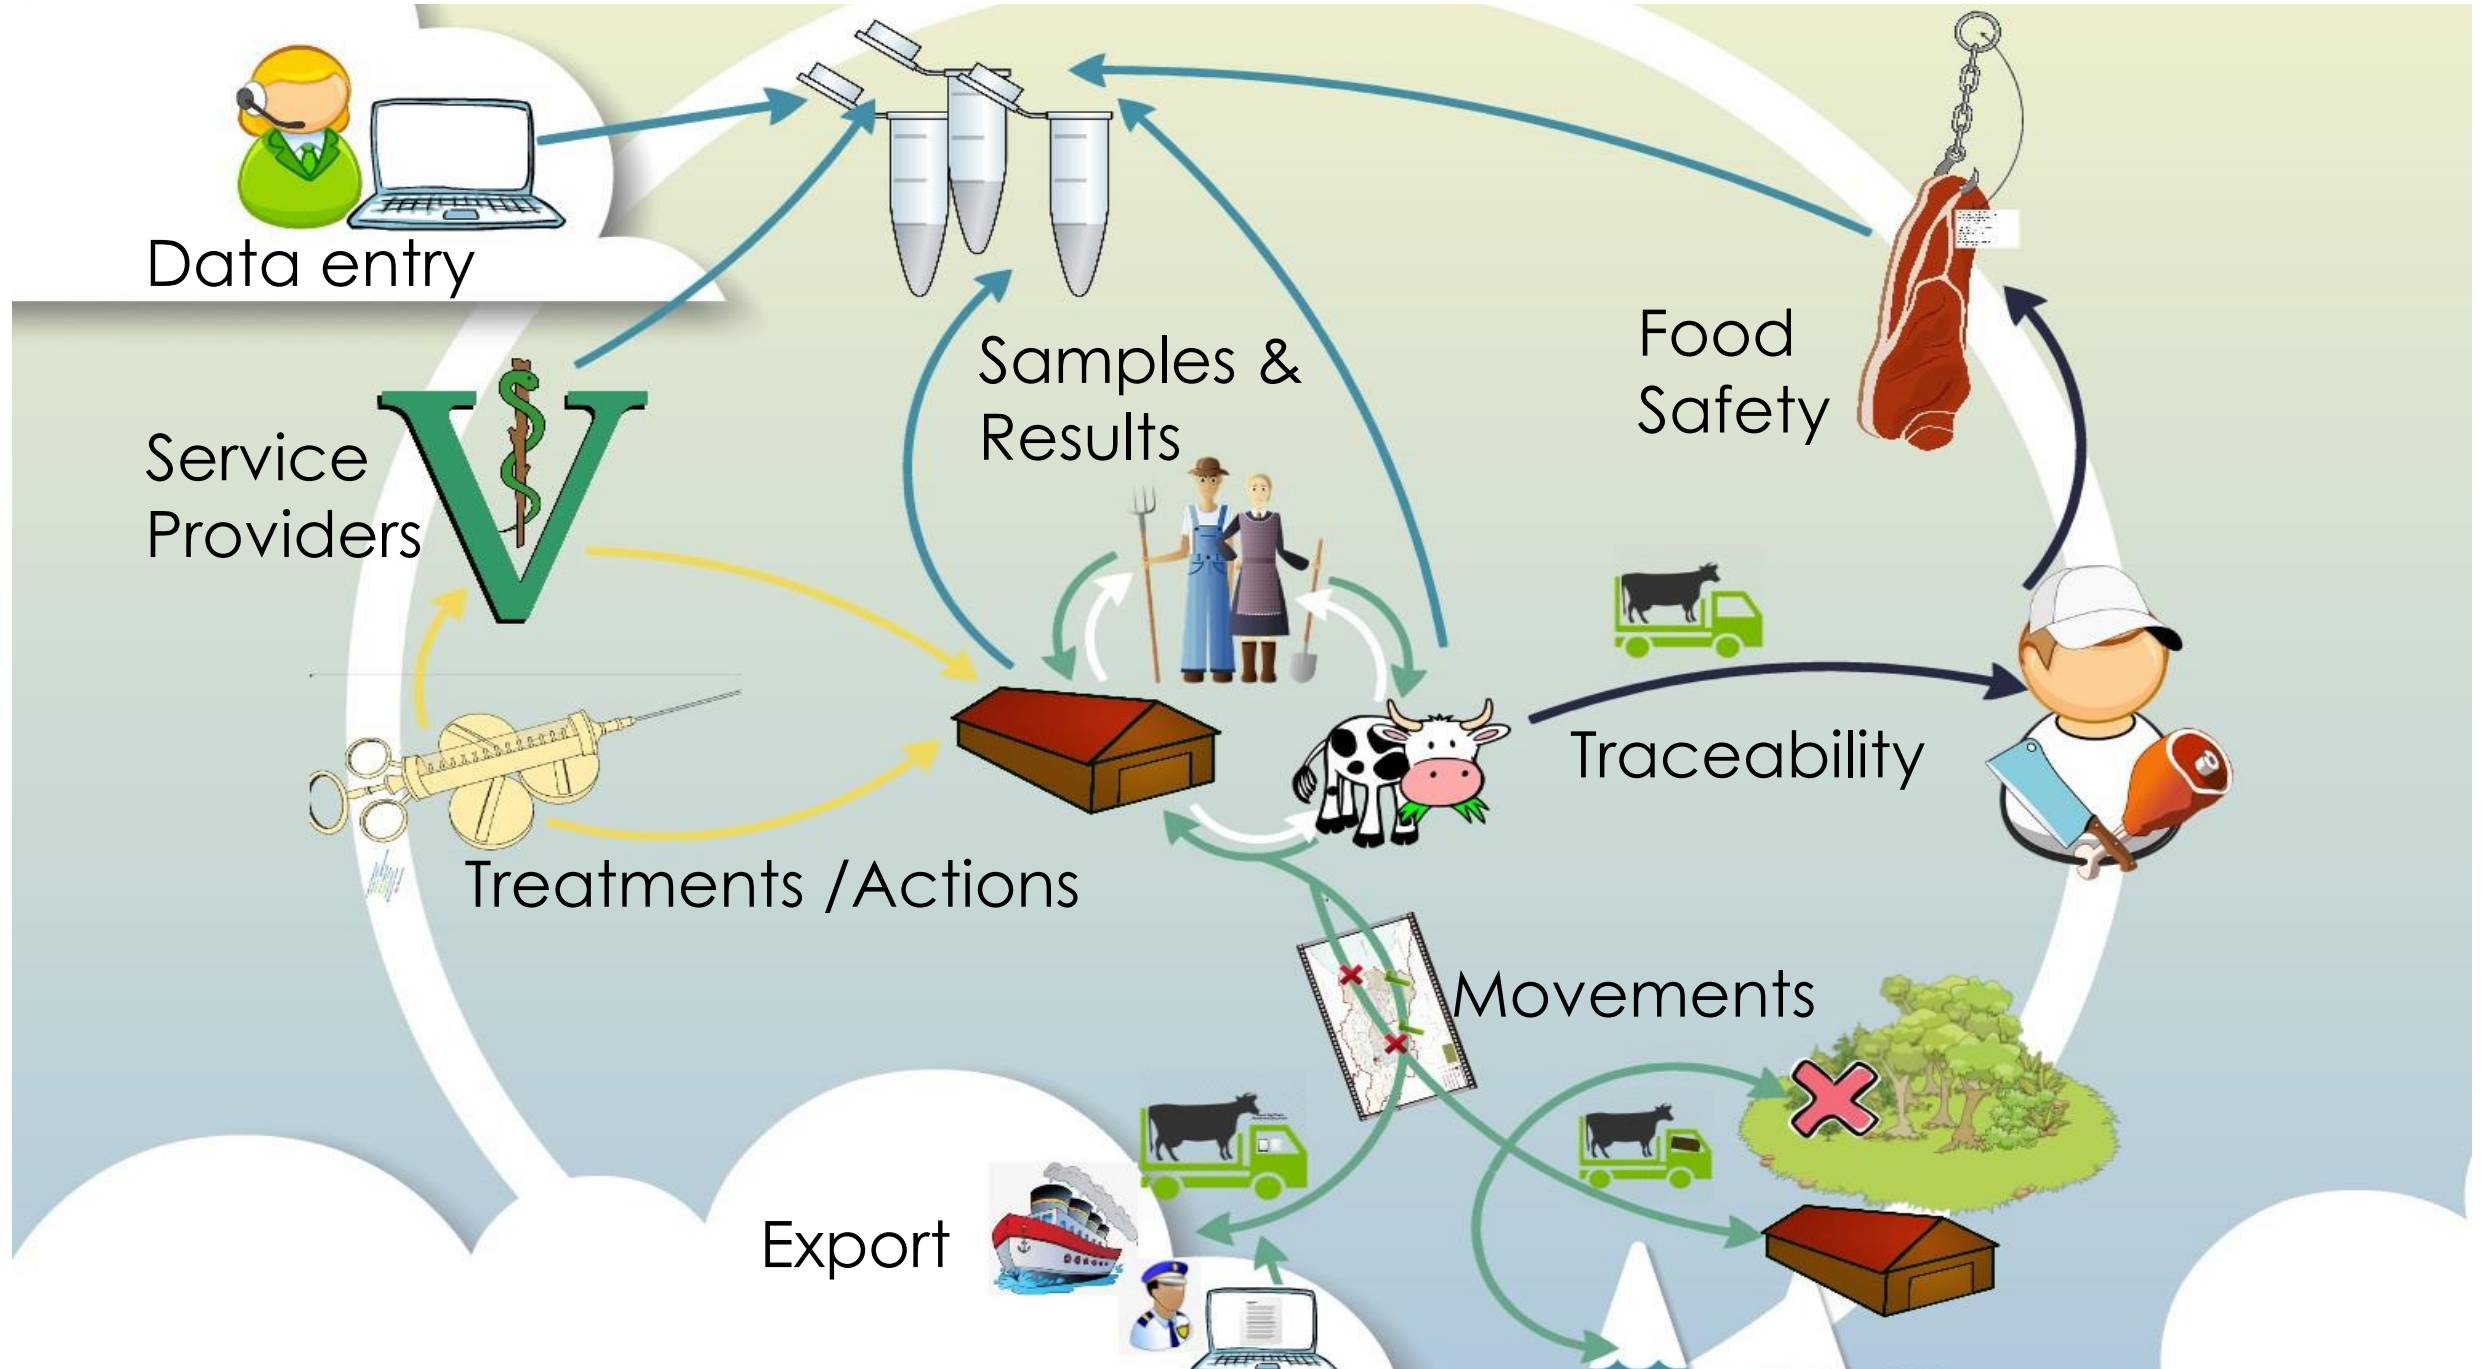 Data entry
Samples &
Results
Food
Safety
Service
Providers
Traceability
Treatments /Actions
Movements
Export